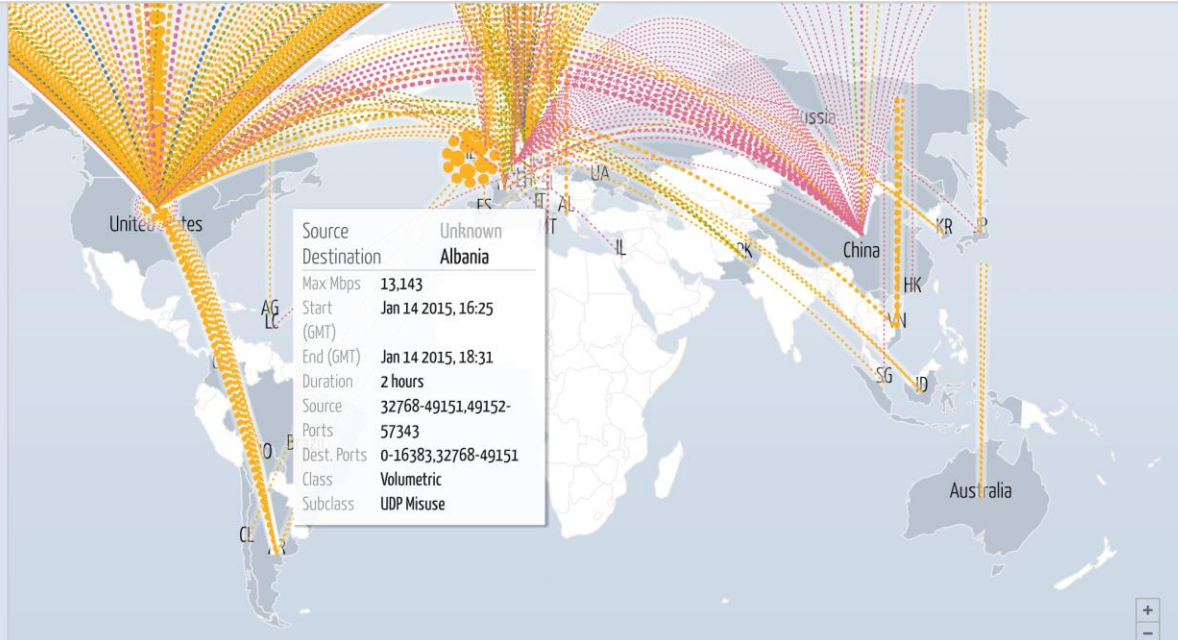 Russia
UA
ES
IT
AL
United States
IL
PK
China
KR
JP
HK
AG
LC
VN
SG
ID
Australia
CL
AR
Source Unknown
Destination Albania
Max Mbps 13,143
Start Jan 14 2015, 16:25
(GMT)
End (GMT) Jan 14 2015, 18:31
Duration 2 hours
Source 32768-49151,49152-
Ports 57343
Dest. Ports 0-16383,32768-49151
Class Volumetric
Subclass UDP Misuse
+
−